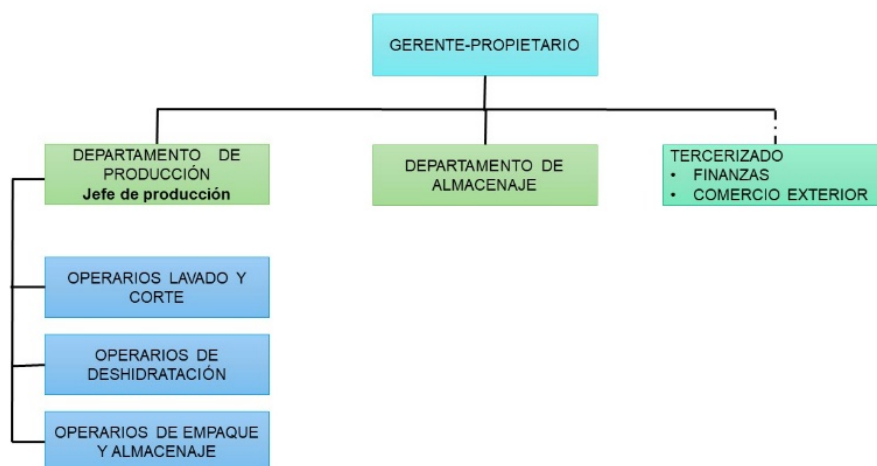 GERENTE-PROPIETARIO
DEPARTAMENTO DE
PRODUCCIÓN
Jefe de producción
DEPARTAMENTO DE
ALMACENAJE
TERCERIZADO
• FINANZAS
• COMERCIO EXTERIOR
OPERARIOS LAVADO Y
CORTE
OPERARIOS DE
DESHIDRATACIÓN
OPERARIOS DE EMPAQUE
Y ALMACENAJE